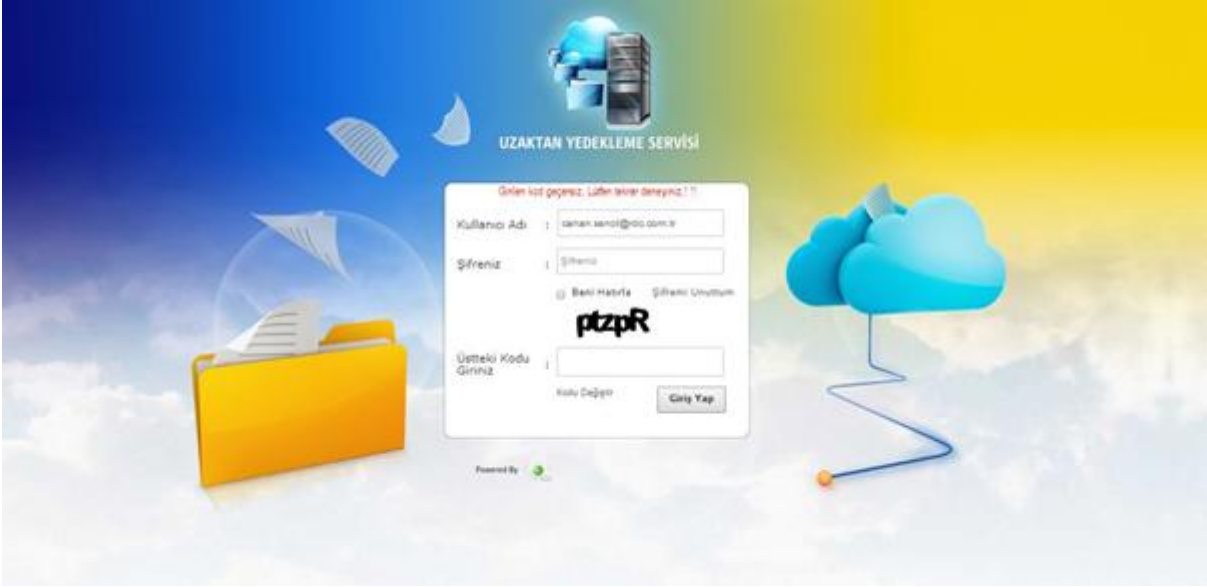 UZAKTAN YEDEKLEME SERVİSİ
Girilen kod geçersiz. Lütfen tekrar deneyiniz.! !!
Kullanıcı Adı :
Şifreniz : Şifreniz
Beni Hatırla Şifremi Unuttum
ptzpR
Üstteki Kodu
Giriniz :
Kodu Değiştir Giriş Yap
Powered By